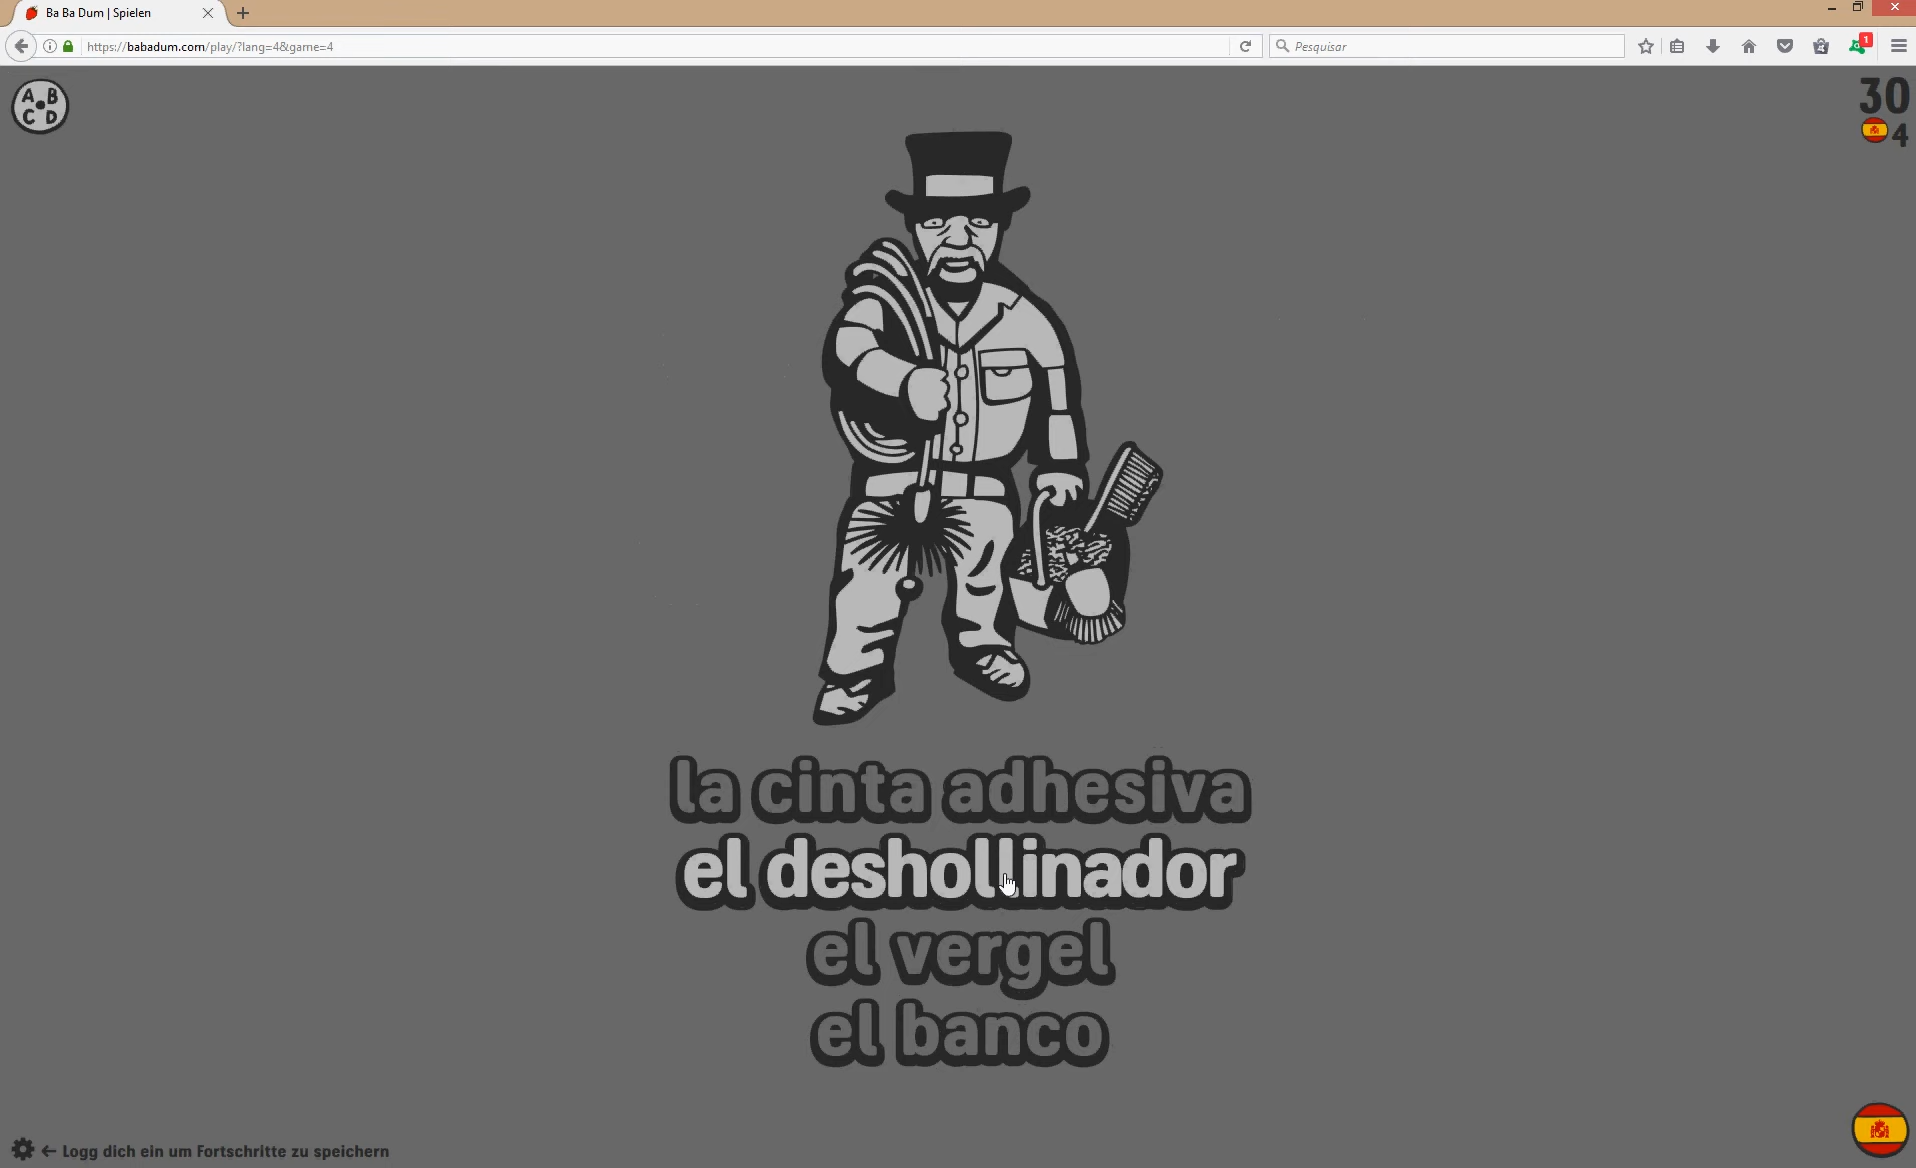 Ba Ba Dum | Spielen
https://babadum.com/play/?lang=4&game=4
Pesquisar
1
A B
C D
30
4
la cinta adhesiva
el deshollinador
el vergel
el banco
← Logg dich ein um Fortschritte zu speichern